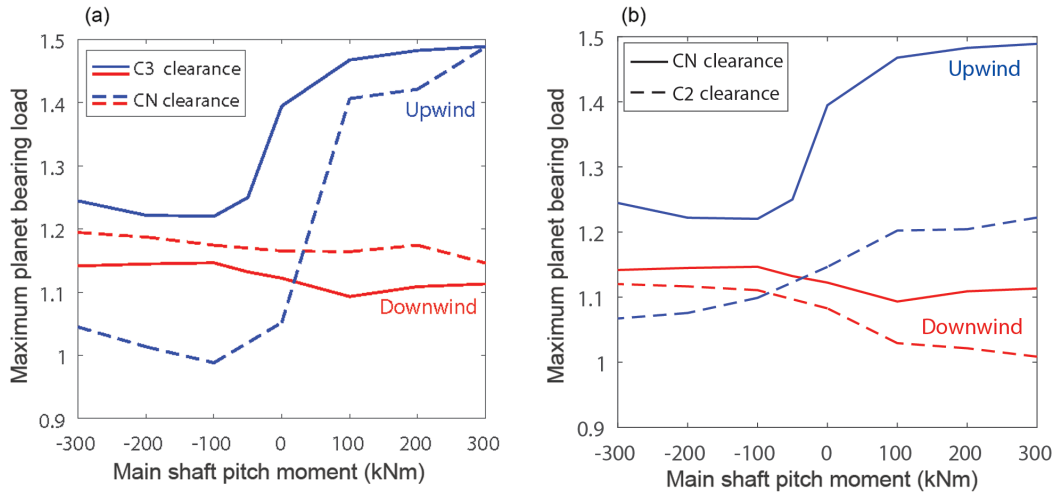 (a)
1.5
1.4
1.3
1.2
1.1
1
0.9
Maximum planet bearing load
C3 clearance
CN clearance
Upwind
Downwind
-300 -200 -100 0 100 200 300
Main shaft pitch moment (kNm)
(b)
1.5
1.4
1.3
1.2
1.1
1
0.9
Maximum planet bearing load
CN clearance
C2 clearance
Upwind
Downwind
-300 -200 -100 0 100 200 300
Main shaft pitch moment (kNm)